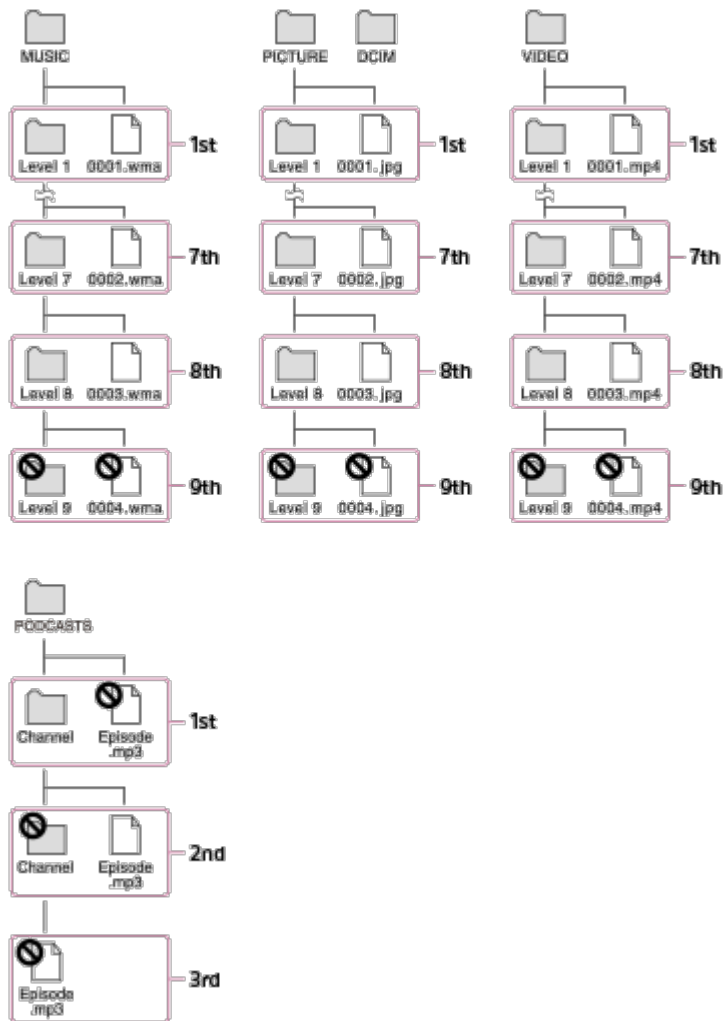 MUSIC
PICTURE DCIM
VIDEO
Level 1 0001.wma 1st
Level 1 0001.jpg 1st
Level 1 0001.mp4 1st
Level 7 0002.wma 7th
Level 7 0002.jpg 7th
Level 7 0002.mp4 7th
Level 8 0003.wma 8th
Level 8 0003.jpg 8th
Level 8 0003.mp4 8th
Level 9 0004.wma 9th
Level 9 0004.jpg 9th
Level 9 0004.mp4 9th
PODCASTS
Channel Episode
.mp3
1st
Channel Episode
.mp3
2nd
Episode
.mp3
3rd